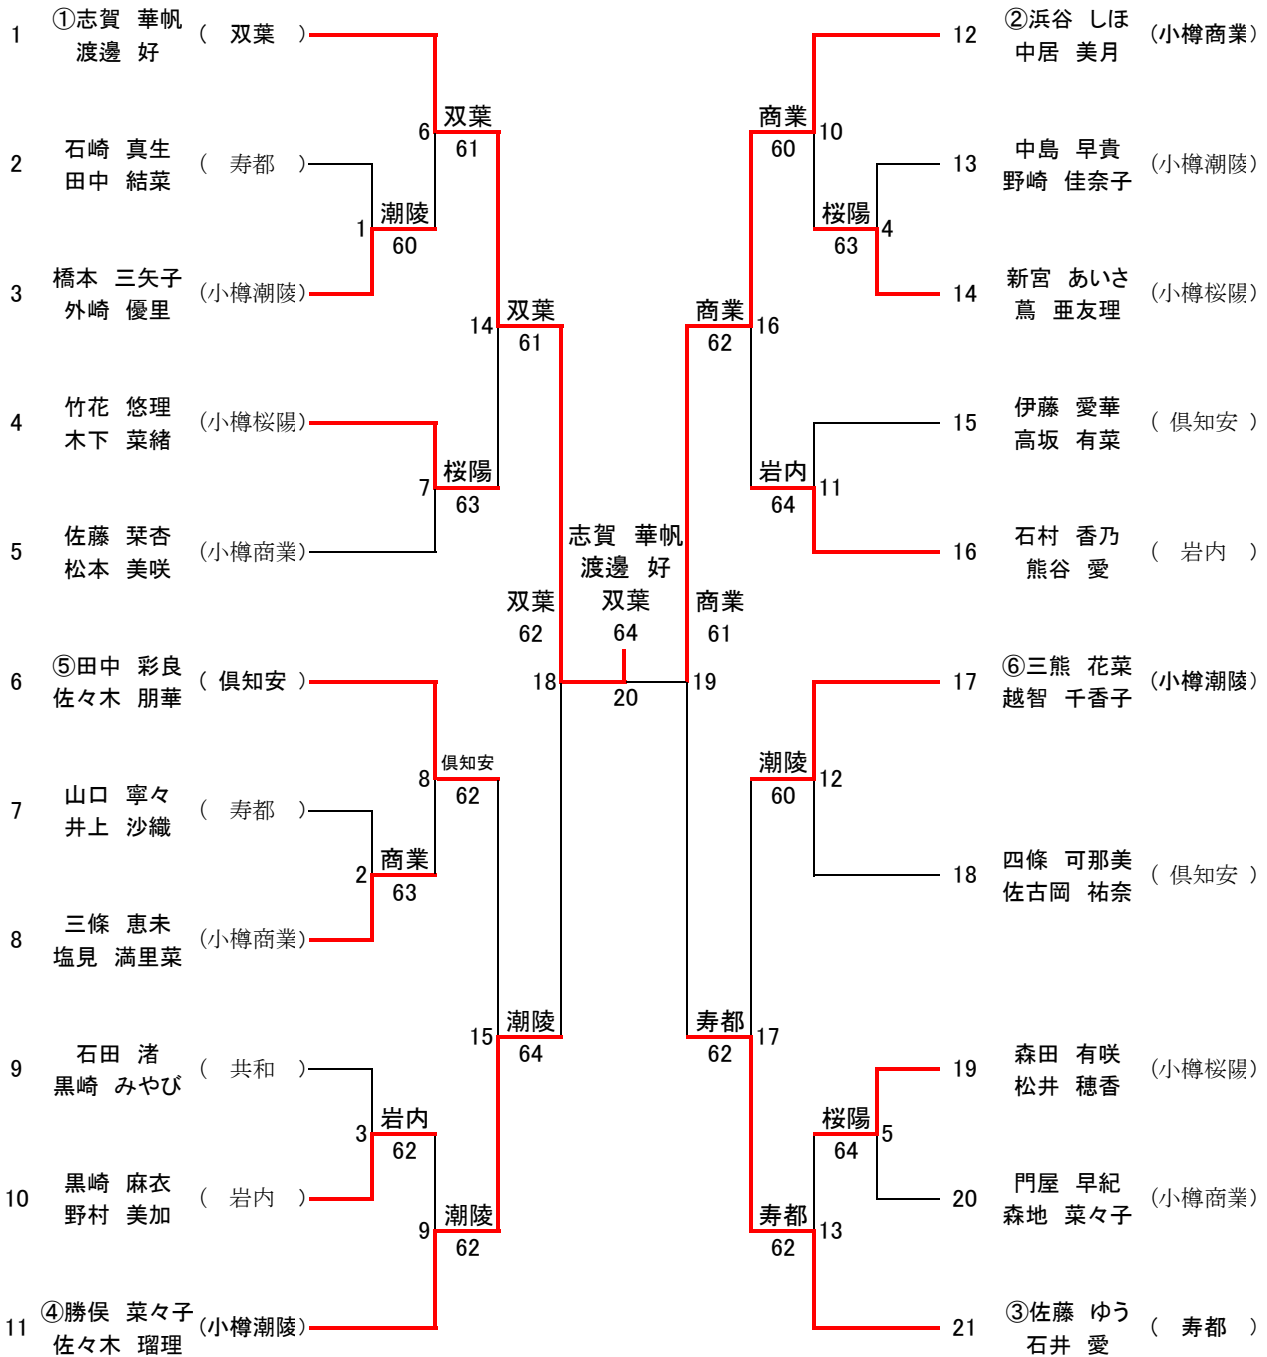 1 ①志賀 華帆 ( 双葉 )
渡邊 好
2 石崎 真生 ( 寿都 )
田中 結菜
3 橋本 三矢子 (小樽潮陵)
外崎 優里
4 竹花 悠理 (小樽桜陽)
木下 菜緒
5 佐藤 栞杏 (小樽商業)
松本 美咲
6 ⑤田中 彩良 ( 倶知安 )
佐々木 朋華
7 山口 寧々 ( 寿都 )
井上 沙織
8 三條 恵未 (小樽商業)
塩見 満里菜
9 石田 渚 ( 共和 )
黒崎 みやび
10 黒崎 麻衣 ( 岩内 )
野村 美加
11 ④勝俣 菜々子 (小樽潮陵)
佐々木 瑠理
1 潮陵
60
2 商業
63
3 岩内
62
6 双葉
61
7 桜陽
63
8 倶知安
62
9 潮陵
62
14 双葉
61
15 潮陵
64
双葉
62
18
志賀 華帆
渡邊 好
双葉
64
20
商業
61
19
商業 16
62
寿都 17
62
商業 10
60
岩内 11
64
潮陵 12
60
寿都 13
62
桜陽 4
63
桜陽 5
64
12 ②浜谷 しほ (小樽商業)
中居 美月
13 中島 早貴 (小樽潮陵)
野崎 佳奈子
14 新宮 あいさ (小樽桜陽)
蔦 亜友理
15 伊藤 愛華 ( 倶知安 )
高坂 有菜
16 石村 香乃 ( 岩内 )
熊谷 愛
17 ⑥三熊 花菜 (小樽潮陵)
越智 千香子
18 四條 可那美 ( 倶知安 )
佐古岡 祐奈
19 森田 有咲 (小樽桜陽)
松井 穂香
20 門屋 早紀 (小樽商業)
森地 菜々子
21 ③佐藤 ゆう ( 寿都 )
石井 愛